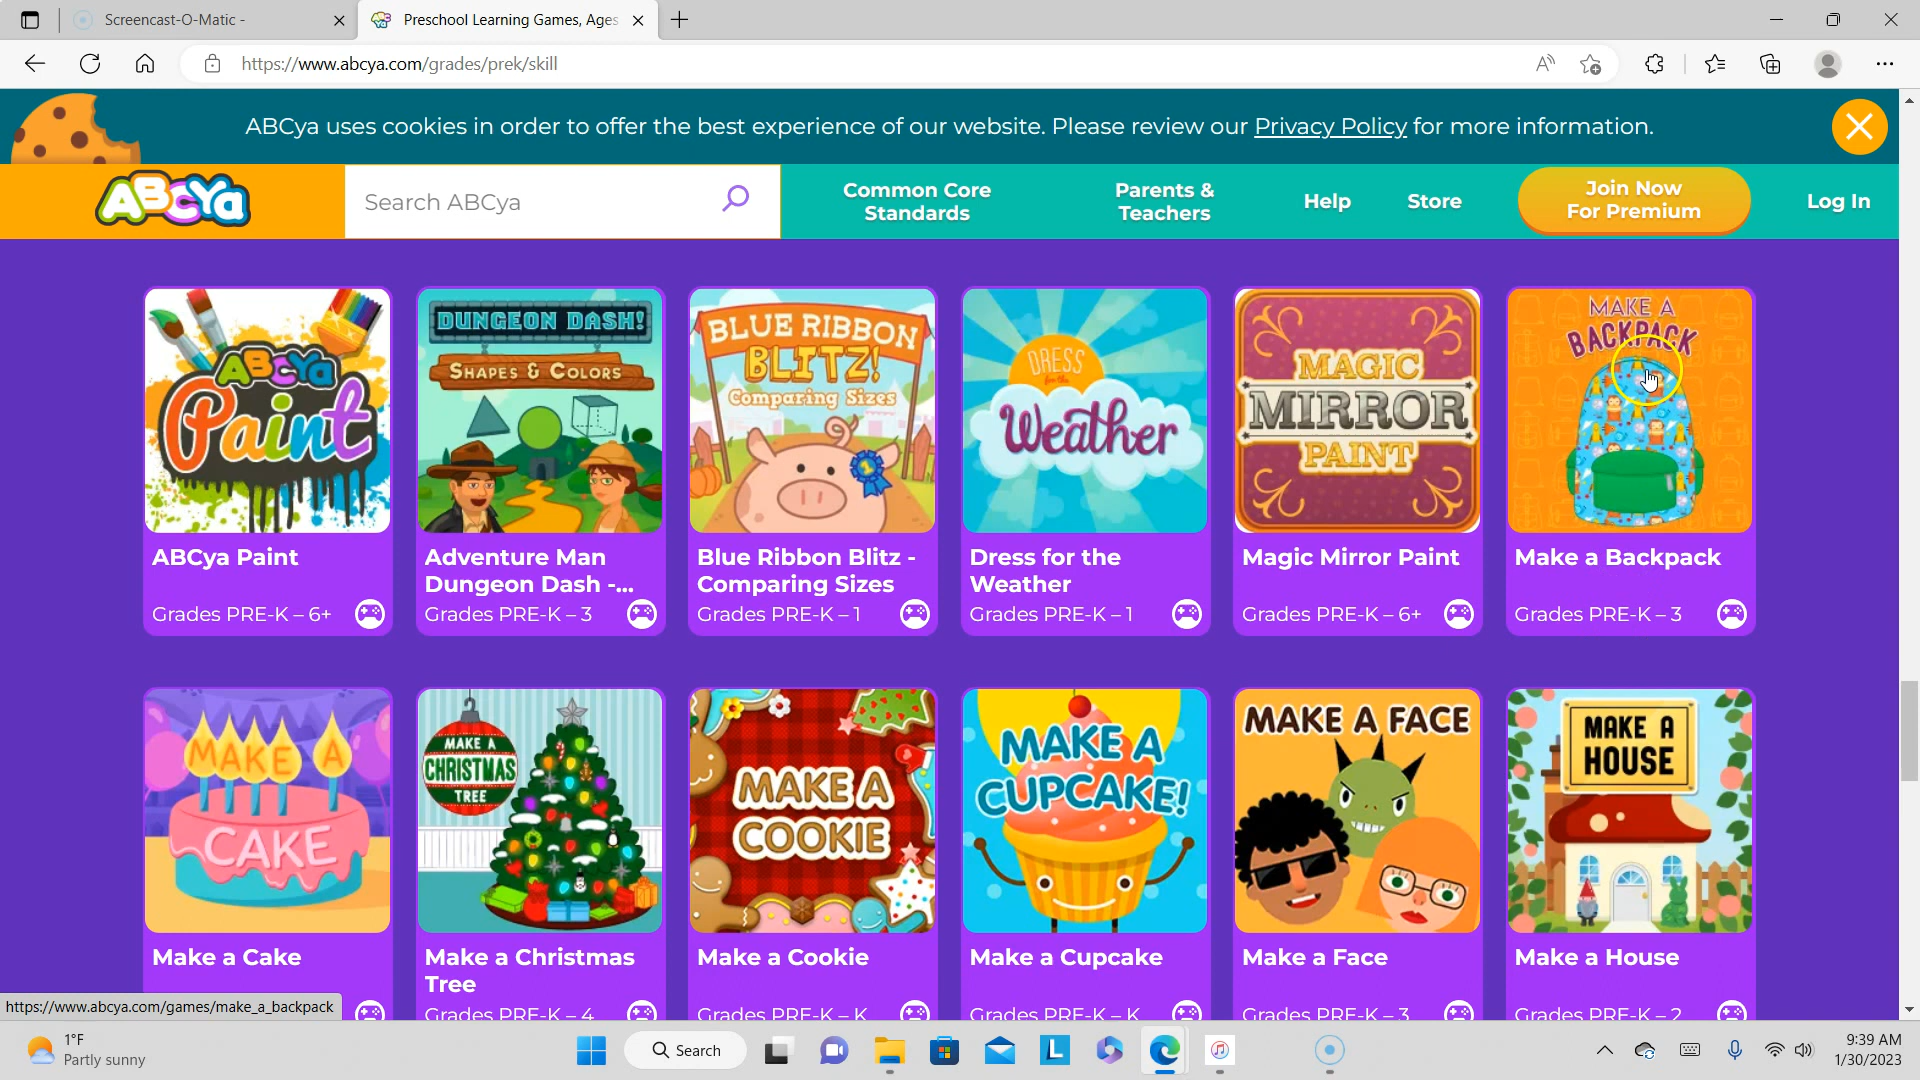 Screencast-O-Matic -
Preschool Learning Games, Ages
https://www.abcya.com/grades/prek/skill
ABCya uses cookies in order to offer the best experience of our website. Please review our Privacy Policy for more information.
ABCYa
Search ABCya
Common Core
Standards
Parents &
Teachers
Help
Store
Join Now
For Premium
Log In
ABCYa
Paint
DUNGEON DASH!
SHAPES & COLORS
BLUE RIBBON
BLITZ!
Comparing Sizes
DRESS
for the
Weather
MAGIC
MIRROR
PAINT
MAKE A
BACKPACK
ABCya Paint
Grades PRE-K – 6+
Adventure Man
Dungeon Dash -...
Grades PRE-K – 3
Blue Ribbon Blitz -
Comparing Sizes
Grades PRE-K – 1
Dress for the
Weather
Grades PRE-K – 1
Magic Mirror Paint
Grades PRE-K – 6+
Make a Backpack
Grades PRE-K – 3
MAKE A
CAKE
MAKE A
CHRISTMAS
TREE
MAKE A
COOKIE
MAKE A
CUPCAKE!
MAKE A FACE
MAKE A
HOUSE
Make a Cake
Make a Christmas
Tree
Grades PRE-K – 4
Make a Cookie
Grades PRE-K – K
Make a Cupcake
Grades PRE-K – K
Make a Face
Grades PRE-K – 3
Make a House
Grades PRE-K – 2
https://www.abcya.com/games/make_a_backpack
1°F
Partly sunny
Search
L
9:39 AM
1/30/2023